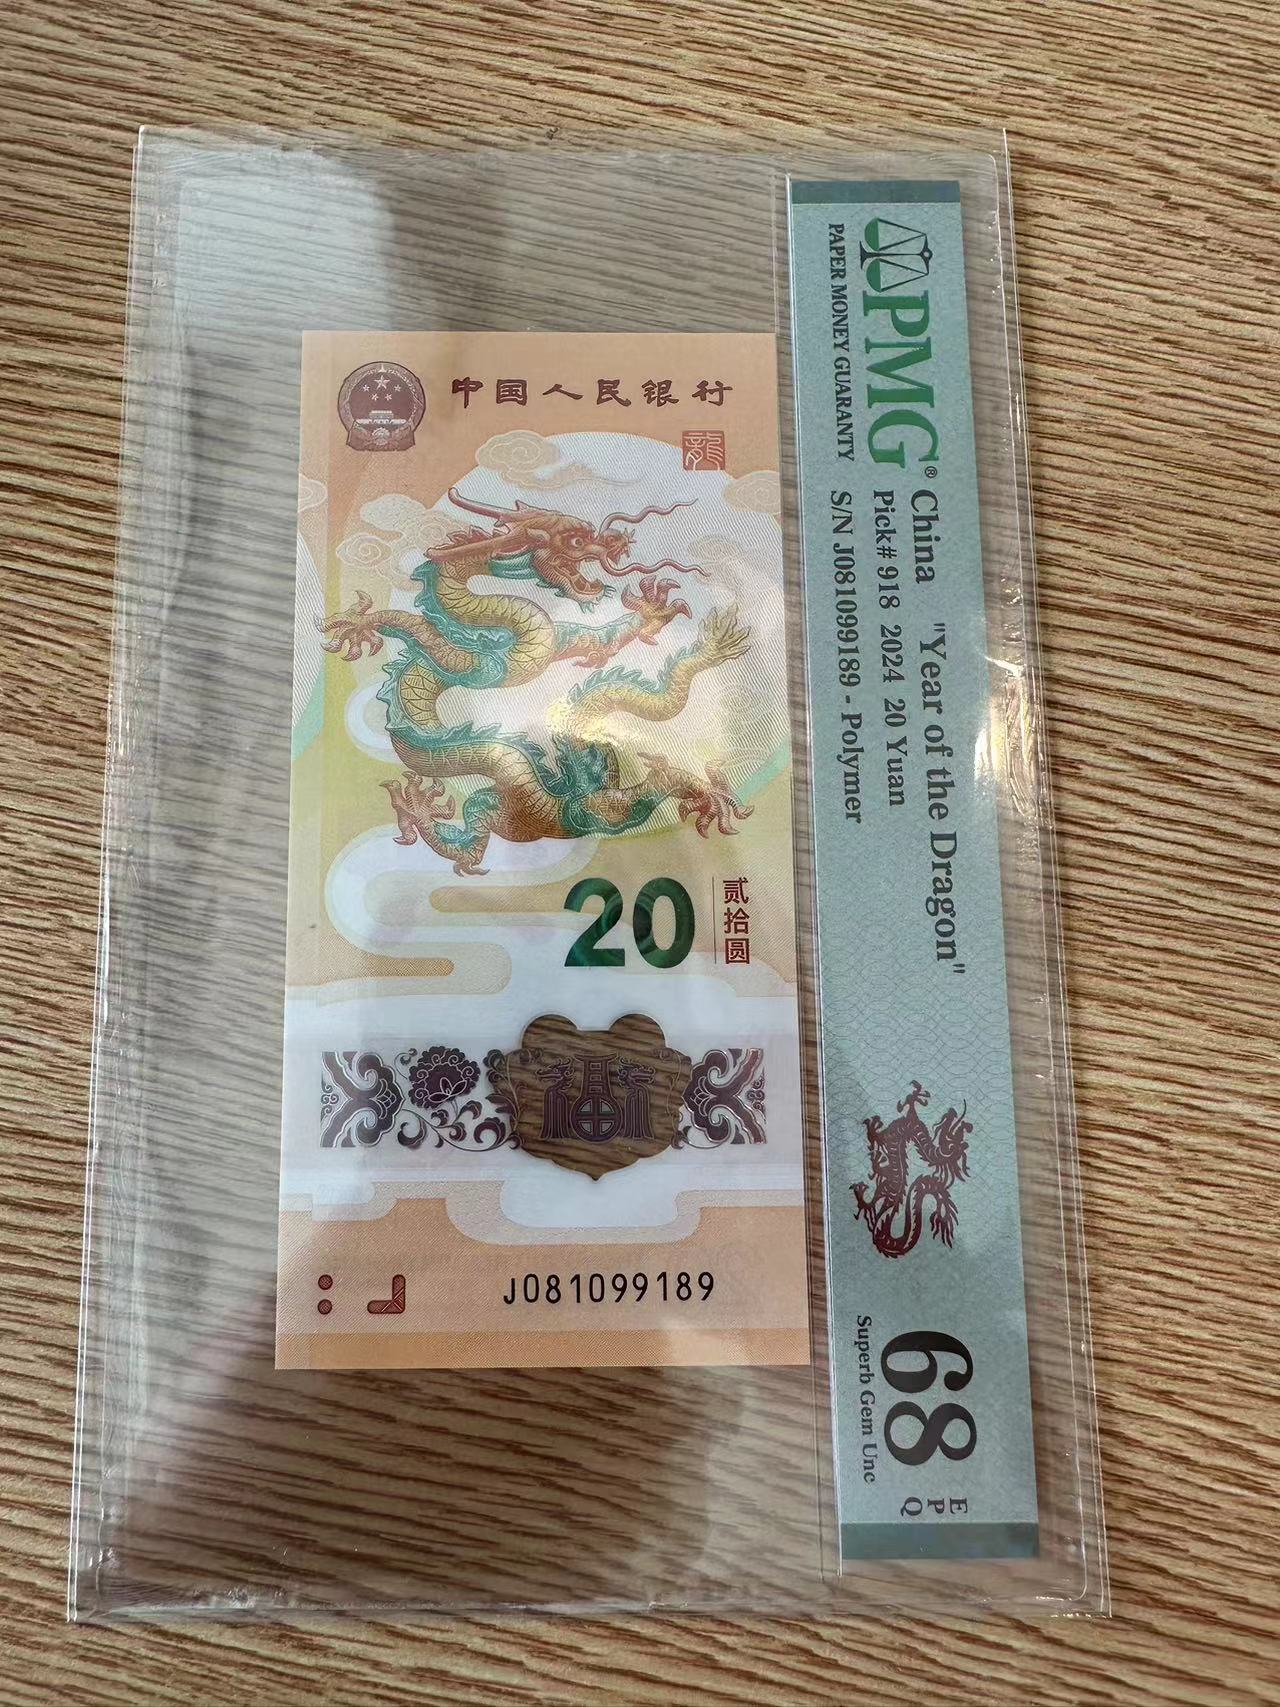 中国人民银行
龍
20
贰拾圆
福
J081099189
PMG®
PAPER MONEY GUARANTY
China "Year of the Dragon"
Pick# 918 2024 20 Yuan
S/N J081099189 - Polymer
68
EPQ
Superb Gem Unc